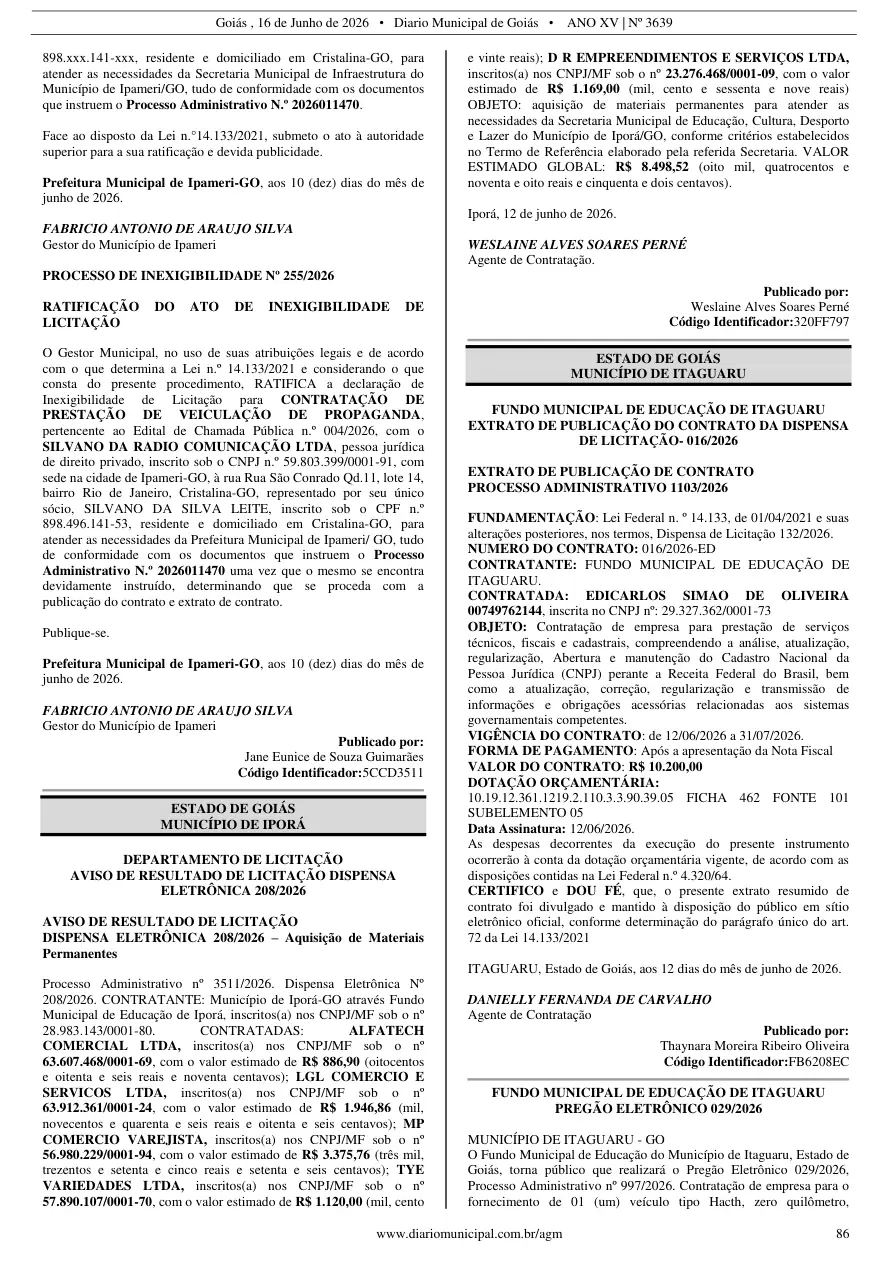 Goiás , 16 de Junho de 2026 • Diario Municipal de Goiás • ANO XV | Nº 3639
898.xxx.141-xxx, residente e domiciliado em Cristalina-GO, para
atender as necessidades da Secretaria Municipal de Infraestrutura do
Município de Ipameri/GO, tudo de conformidade com os documentos
que instruem o Processo Administrativo N.º 2026011470.
Face ao disposto da Lei n.°14.133/2021, submeto o ato à autoridade
superior para a sua ratificação e devida publicidade.
Prefeitura Municipal de Ipameri-GO, aos 10 (dez) dias do mês de
junho de 2026.
FABRICIO ANTONIO DE ARAUJO SILVA
Gestor do Município de Ipameri
PROCESSO DE INEXIGIBILIDADE Nº 255/2026
RATIFICAÇÃO DO ATO DE INEXIGIBILIDADE DE
LICITAÇÃO
O Gestor Municipal, no uso de suas atribuições legais e de acordo
com o que determina a Lei n.º 14.133/2021 e considerando o que
consta do presente procedimento, RATIFICA a declaração de
Inexigibilidade de Licitação para CONTRATAÇÃO DE
PRESTAÇÃO DE VEICULAÇÃO DE PROPAGANDA,
pertencente ao Edital de Chamada Pública n.º 004/2026, com o
SILVANO DA RADIO COMUNICAÇÃO LTDA, pessoa jurídica
de direito privado, inscrito sob o CNPJ n.º 59.803.399/0001-91, com
sede na cidade de Ipameri-GO, à rua Rua São Conrado Qd.11, lote 14,
bairro Rio de Janeiro, Cristalina-GO, representado por seu único
sócio, SILVANO DA SILVA LEITE, inscrito sob o CPF n.º
898.496.141-53, residente e domiciliado em Cristalina-GO, para
atender as necessidades da Prefeitura Municipal de Ipameri/ GO, tudo
de conformidade com os documentos que instruem o Processo
Administrativo N.º 2026011470 uma vez que o mesmo se encontra
devidamente instruído, determinando que se proceda com a
publicação do contrato e extrato de contrato.
Publique-se.
Prefeitura Municipal de Ipameri-GO, aos 10 (dez) dias do mês de
junho de 2026.
FABRICIO ANTONIO DE ARAUJO SILVA
Gestor do Município de Ipameri
Publicado por:
Jane Eunice de Souza Guimarães
Código Identificador:5CCD3511
ESTADO DE GOIÁS
MUNICÍPIO DE IPORÁ
DEPARTAMENTO DE LICITAÇÃO
AVISO DE RESULTADO DE LICITAÇÃO DISPENSA
ELETRÔNICA 208/2026
AVISO DE RESULTADO DE LICITAÇÃO
DISPENSA ELETRÔNICA 208/2026 – Aquisição de Materiais
Permanentes
Processo Administrativo nº 3511/2026. Dispensa Eletrônica Nº
208/2026. CONTRATANTE: Município de Iporá-GO através Fundo
Municipal de Educação de Iporá, inscritos(a) nos CNPJ/MF sob o nº
28.983.143/0001-80. CONTRATADAS: ALFATECH
COMERCIAL LTDA, inscritos(a) nos CNPJ/MF sob o nº
63.607.468/0001-69, com o valor estimado de R$ 886,90 (oitocentos
e oitenta e seis reais e noventa centavos); LGL COMERCIO E
SERVICOS LTDA, inscritos(a) nos CNPJ/MF sob o nº
63.912.361/0001-24, com o valor estimado de R$ 1.946,86 (mil,
novecentos e quarenta e seis reais e oitenta e seis centavos); MP
COMERCIO VAREJISTA, inscritos(a) nos CNPJ/MF sob o nº
56.980.229/0001-94, com o valor estimado de R$ 3.375,76 (três mil,
trezentos e setenta e cinco reais e setenta e seis centavos); TYE
VARIEDADES LTDA, inscritos(a) nos CNPJ/MF sob o nº
57.890.107/0001-70, com o valor estimado de R$ 1.120,00 (mil, cento
e vinte reais); D R EMPREENDIMENTOS E SERVIÇOS LTDA,
inscritos(a) nos CNPJ/MF sob o nº 23.276.468/0001-09, com o valor
estimado de R$ 1.169,00 (mil, cento e sessenta e nove reais)
OBJETO: aquisição de materiais permanentes para atender as
necessidades da Secretaria Municipal de Educação, Cultura, Desporto
e Lazer do Município de Iporá/GO, conforme critérios estabelecidos
no Termo de Referência elaborado pela referida Secretaria. VALOR
ESTIMADO GLOBAL: R$ 8.498,52 (oito mil, quatrocentos e
noventa e oito reais e cinquenta e dois centavos).
Iporá, 12 de junho de 2026.
WESLAINE ALVES SOARES PERNÉ
Agente de Contratação.
Publicado por:
Weslaine Alves Soares Perné
Código Identificador:320FF797
ESTADO DE GOIÁS
MUNICÍPIO DE ITAGUARU
FUNDO MUNICIPAL DE EDUCAÇÃO DE ITAGUARU
EXTRATO DE PUBLICAÇÃO DO CONTRATO DA DISPENSA
DE LICITAÇÃO- 016/2026
EXTRATO DE PUBLICAÇÃO DE CONTRATO
PROCESSO ADMINISTRATIVO 1103/2026
FUNDAMENTAÇÃO: Lei Federal n. º 14.133, de 01/04/2021 e suas
alterações posteriores, nos termos, Dispensa de Licitação 132/2026.
NUMERO DO CONTRATO: 016/2026-ED
CONTRATANTE: FUNDO MUNICIPAL DE EDUCAÇÃO DE
ITAGUARU.
CONTRATADA: EDICARLOS SIMAO DE OLIVEIRA
00749762144, inscrita no CNPJ nº: 29.327.362/0001-73
OBJETO: Contratação de empresa para prestação de serviços
técnicos, fiscais e cadastrais, compreendendo a análise, atualização,
regularização, Abertura e manutenção do Cadastro Nacional da
Pessoa Jurídica (CNPJ) perante a Receita Federal do Brasil, bem
como a atualização, correção, regularização e transmissão de
informações e obrigações acessórias relacionadas aos sistemas
governamentais competentes.
VIGÊNCIA DO CONTRATO: de 12/06/2026 a 31/07/2026.
FORMA DE PAGAMENTO: Após a apresentação da Nota Fiscal
VALOR DO CONTRATO: R$ 10.200,00
DOTAÇÃO ORÇAMENTÁRIA:
10.19.12.361.1219.2.110.3.3.90.39.05 FICHA 462 FONTE 101
SUBELEMENTO 05
Data Assinatura: 12/06/2026.
As despesas decorrentes da execução do presente instrumento
ocorrerão à conta da dotação orçamentária vigente, de acordo com as
disposições contidas na Lei Federal n.º 4.320/64.
CERTIFICO e DOU FÉ, que, o presente extrato resumido de
contrato foi divulgado e mantido à disposição do público em sítio
eletrônico oficial, conforme determinação do parágrafo único do art.
72 da Lei 14.133/2021
ITAGUARU, Estado de Goiás, aos 12 dias do mês de junho de 2026.
DANIELLY FERNANDA DE CARVALHO
Agente de Contratação
Publicado por:
Thaynara Moreira Ribeiro Oliveira
Código Identificador:FB6208EC
FUNDO MUNICIPAL DE EDUCAÇÃO DE ITAGUARU
PREGÃO ELETRÔNICO 029/2026
MUNICÍPIO DE ITAGUARU - GO
O Fundo Municipal de Educação do Município de Itaguaru, Estado de
Goiás, torna público que realizará o Pregão Eletrônico 029/2026,
Processo Administrativo nº 997/2026. Contratação de empresa para o
fornecimento de 01 (um) veículo tipo Hacth, zero quilômetro,
www.diariomunicipal.com.br/agm 86